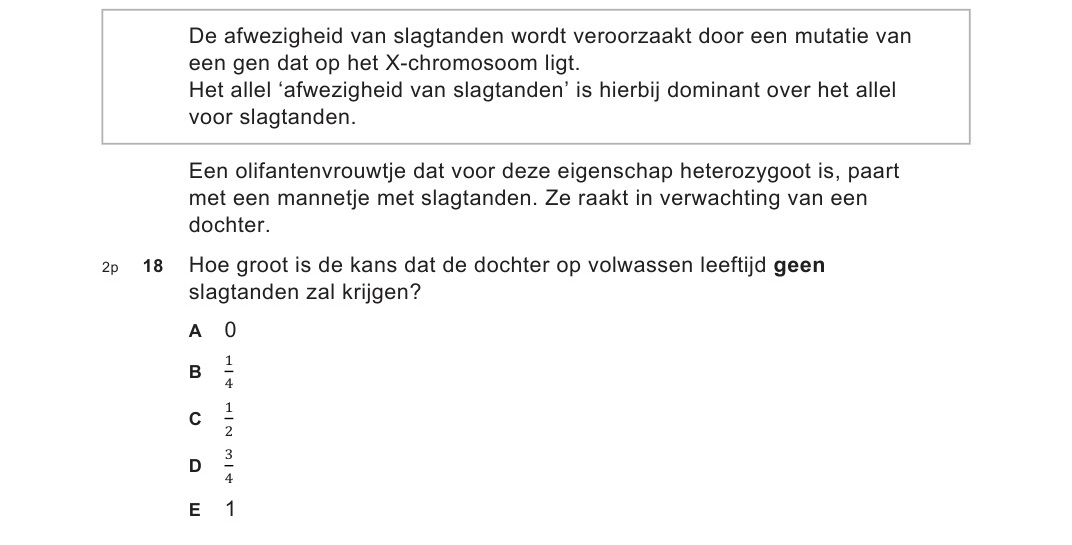 De afwezigheid van slagtanden wordt veroorzaakt door een mutatie van
een gen dat op het X-chromosoom ligt.
Het allel ‘afwezigheid van slagtanden’ is hierbij dominant over het allel
voor slagtanden.
Een olifantenvrouwtje dat voor deze eigenschap heterozygoot is, paart
met een mannetje met slagtanden. Ze raakt in verwachting van een
dochter.
2p 18 Hoe groot is de kans dat de dochter op volwassen leeftijd geen
slagtanden zal krijgen?
A 0
B 1/4
C 1/2
D 3/4
E 1